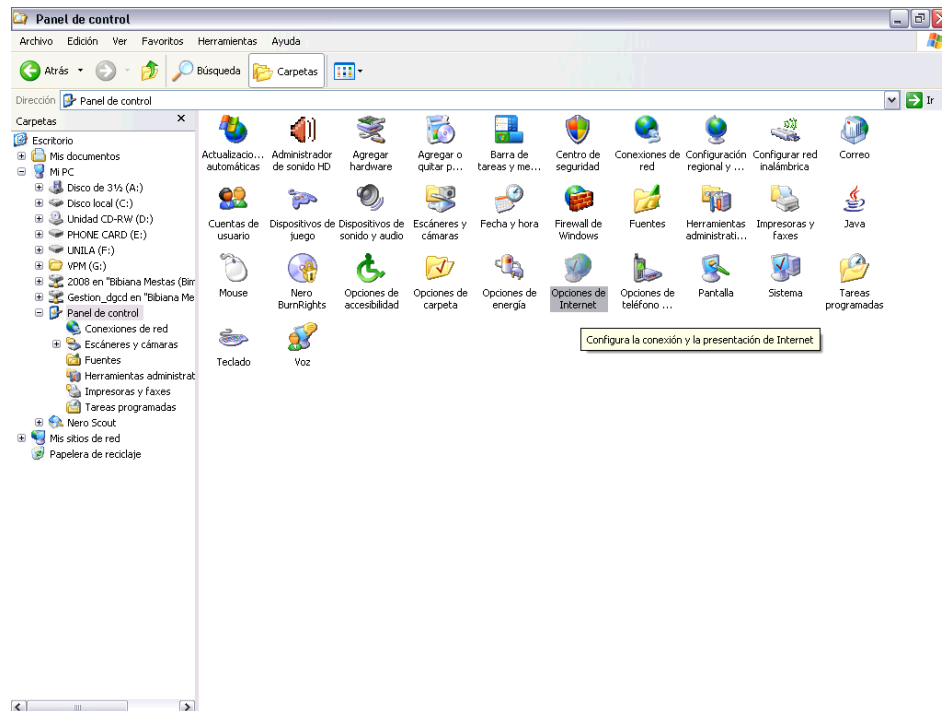 Panel de control
Archivo Edición Ver Favoritos Herramientas Ayuda
Atrás Búsqueda Carpetas
Dirección Panel de control Ir
Carpetas
Escritorio
Mis documentos
Mi PC
Disco de 3½ (A:)
Disco local (C:)
Unidad CD-RW (D:)
PHONE CARD (E:)
UNILA (F:)
VPM (G:)
2008 en "Bibiana Mestas (Bir
Gestion_dgcd en "Bibiana Me
Panel de control
Conexiones de red
Escáneres y cámaras
Fuentes
Herramientas administrat
Impresoras y faxes
Tareas programadas
Nero Scout
Mis sitios de red
Papelera de reciclaje
Actualizacio... Administrador Agregar Agregar o Barra de Centro de Conexiones de Configuración Configurar red Correo
automáticas de sonido HD hardware quitar p... tareas y me... seguridad red regional y ... inalámbrica
Cuentas de Dispositivos de Dispositivos de Escáneres y Fecha y hora Firewall de Fuentes Herramientas Impresoras y Java
usuario juego sonido y audio cámaras Windows administrati... faxes
Mouse Nero Opciones de Opciones de Opciones de Opciones de Opciones de Pantalla Sistema Tareas
BurnRights accesibilidad carpeta energía Internet teléfono ... programadas
Configura la conexión y la presentación de Internet
Teclado Voz